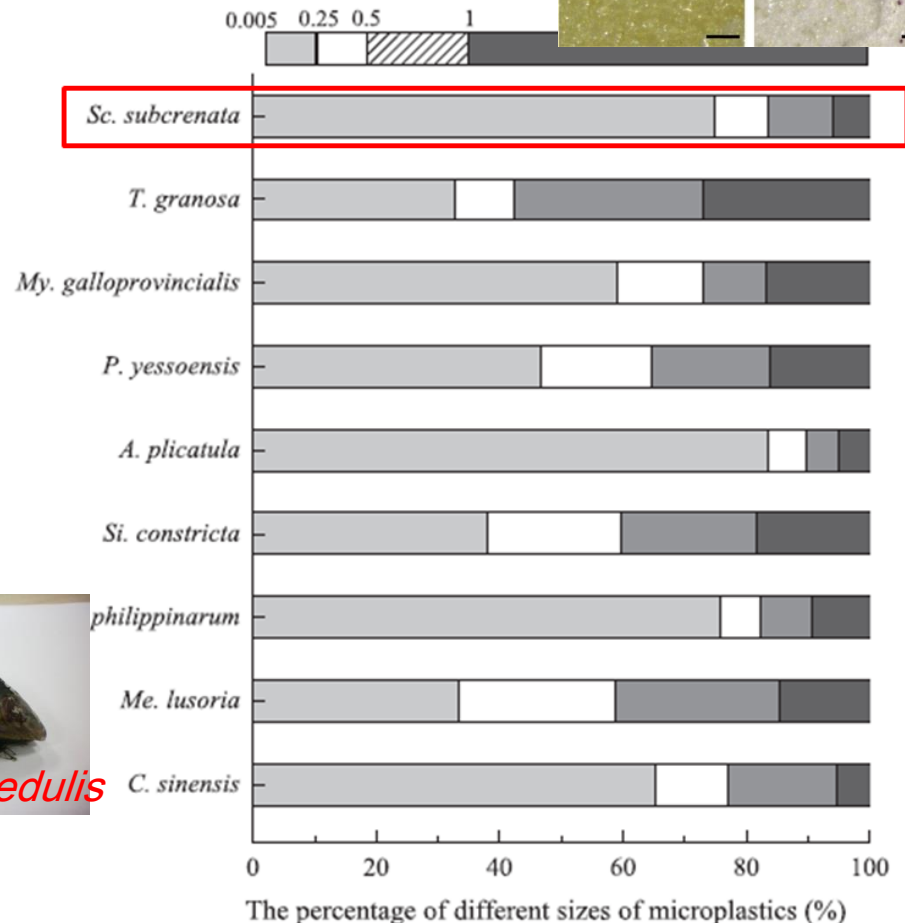 0.005 0.25 0.5 1
Sc. subcrenata
T. granosa
My. galloprovincialis
P. yessoensis
A. plicatula
Si. constricta
philippinarum
Me. lusoria
edulis
C. sinensis
0 20 40 60 80 100
The percentage of different sizes of microplastics (%)